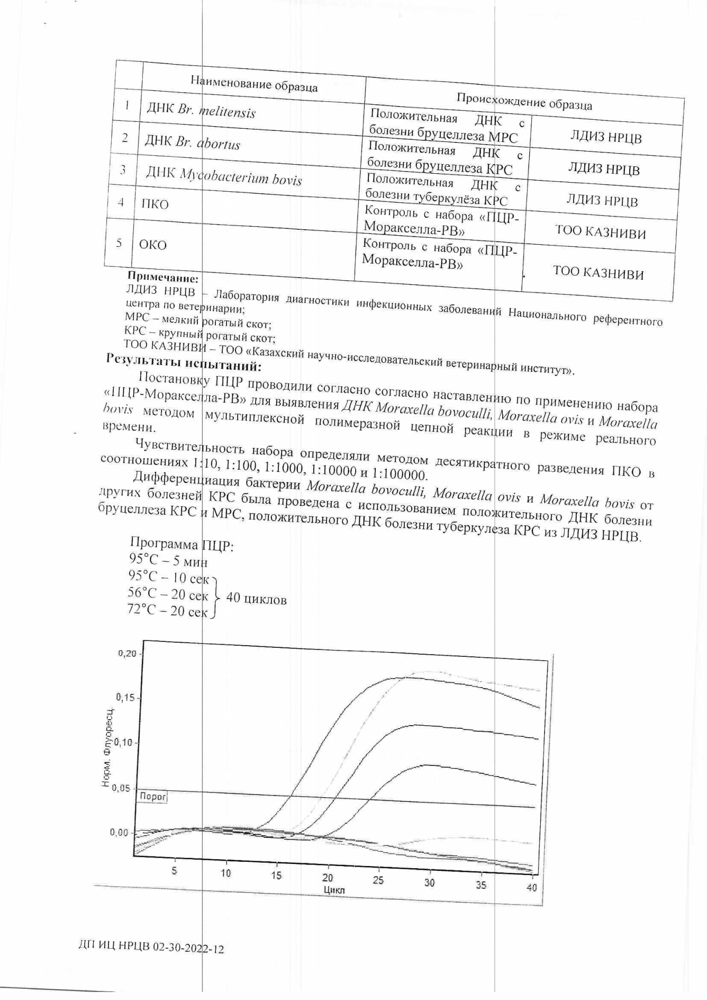 Наименование образца
Происхождение образца
1
ДНК Br. melitensis
Положительная ДНК с
болезни бруцеллеза МРС
ЛДИЗ НРЦВ
2
ДНК Br. abortus
Положительная ДНК с
болезни бруцеллеза КРС
ЛДИЗ НРЦВ
3
ДНК Mycobacterium bovis
Положительная ДНК с
болезни туберкулёза КРС
ЛДИЗ НРЦВ
4
ПКО
Контроль с набора «ПЦР-
Моракселла-РВ»
ТОО КАЗНИВИ
5
ОКО
Контроль с набора «ПЦР-
Моракселла-РВ»
ТОО КАЗНИВИ
Примечание:
ЛДИЗ НРЦВ – Лаборатория диагностики инфекционных заболеваний Национального референтного
центра по ветеринарии;
МРС – мелкий рогатый скот;
КРС – крупный рогатый скот;
ТОО КАЗНИВИ – ТОО «Казахский научно-исследовательский ветеринарный институт».
Результаты испытаний:
Постановку ПЦР проводили согласно согласно наставлению по применению набора
«ПЦР-Моракселла-РВ» для выявления ДНК Moraxella bovoculli, Moraxella ovis и Moraxella
bovis методом мультиплексной полимеразной цепной реакции в режиме реального
времени.
Чувствительность набора определяли методом десятикратного разведения ПКО в
соотношениях 1:10, 1:100, 1:1000, 1:10000 и 1:100000.
Дифференциация бактерии Moraxella bovoculli, Moraxella ovis и Moraxella bovis от
других болезней КРС была проведена с использованием положительного ДНК болезни
бруцеллеза КРС и МРС, положительного ДНК болезни туберкулеза КРС из ЛДИЗ НРЦВ.
Программа ПЦР:
95°С – 5 мин
95°С – 10 сек
56°С – 20 сек
40 циклов
72°С – 20 сек
0,20
0,15
0,10
0,05
0,00
Норм. Флуоресц.
Порог
5 10 15 20 25 30 35 40
Цикл
ДП ИЦ НРЦВ 02-30-2022-12